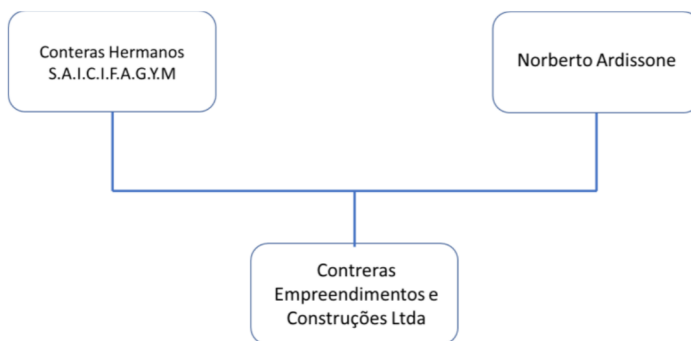 Conteras Hermanos
S.A.I.C.I.F.A.G.Y.M
Norberto Ardissone
Contreras
Empreendimentos e
Construções Ltda